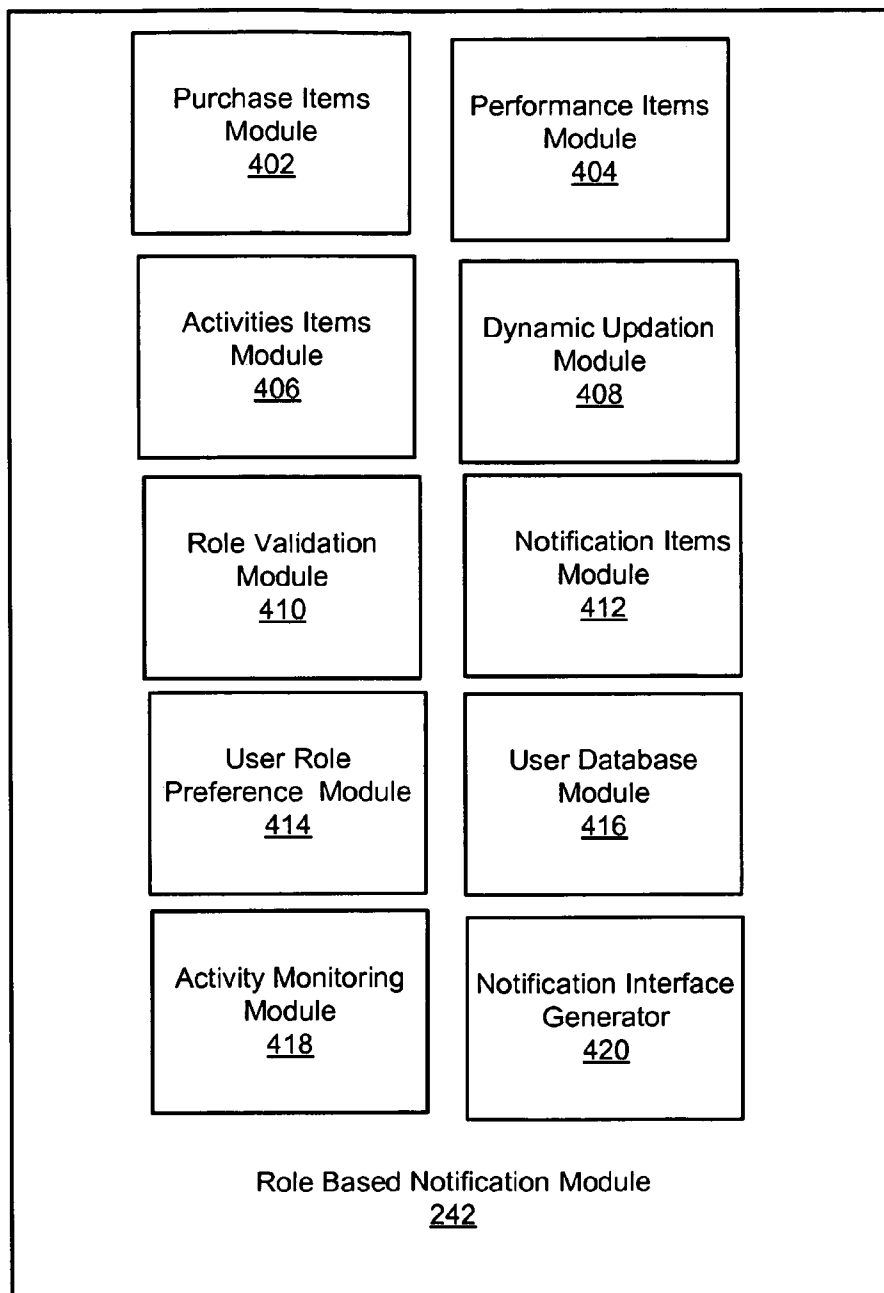 Purchase Items
Module
402
Performance Items
Module
404
Activities Items
Module
406
Dynamic Updation
Module
408
Role Validation
Module
410
Notification Items
Module
412
User Role
Preference Module
414
User Database
Module
416
Activity Monitoring
Module
418
Notification Interface
Generator
420
Role Based Notification Module
242